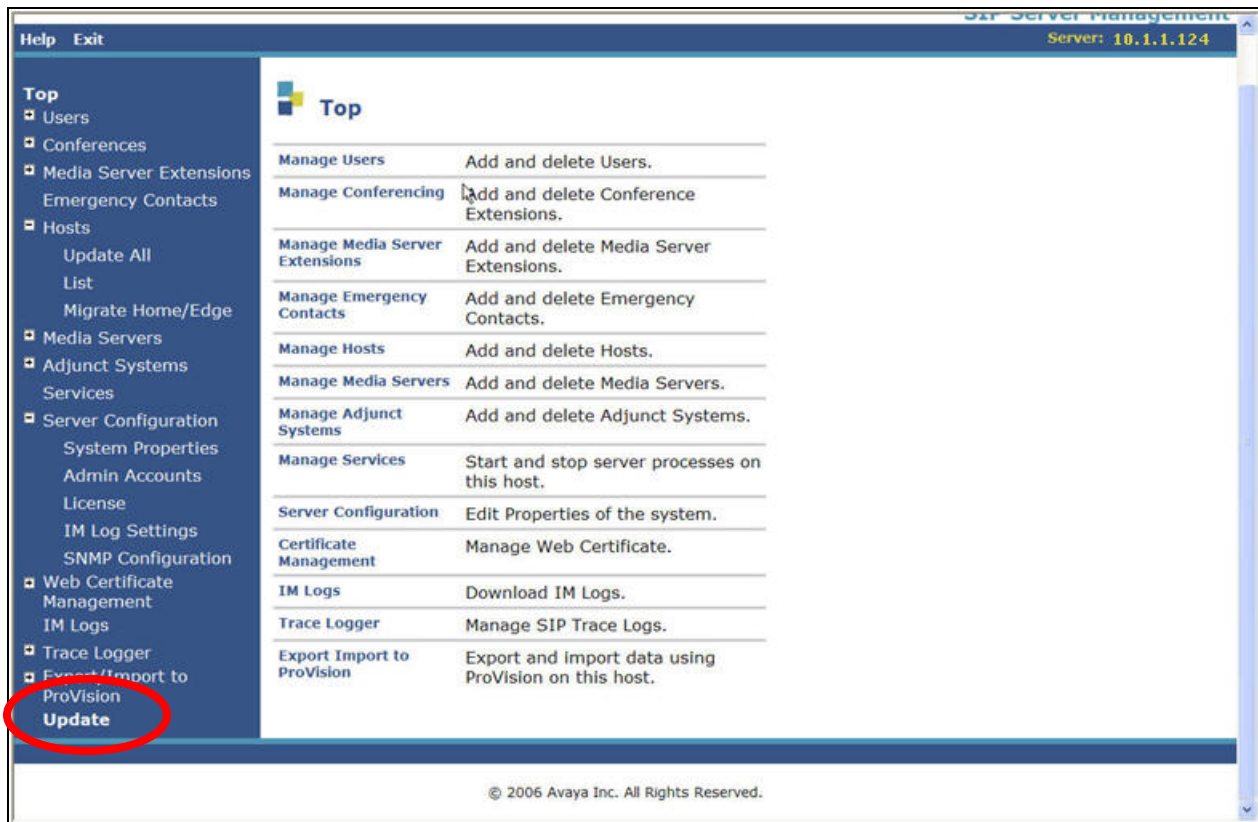 SIP Server Management
Help Exit
Server: 10.1.1.124
Top
Users
Conferences
Media Server Extensions
Emergency Contacts
Hosts
Update All
List
Migrate Home/Edge
Media Servers
Adjunct Systems
Services
Server Configuration
System Properties
Admin Accounts
License
IM Log Settings
SNMP Configuration
Web Certificate
Management
IM Logs
Trace Logger
Export/Import to
ProVision
Update
Top
Manage Users Add and delete Users.
Manage Conferencing Add and delete Conference
Extensions.
Manage Media Server Add and delete Media Server
Extensions Extensions.
Manage Emergency Add and delete Emergency
Contacts Contacts.
Manage Hosts Add and delete Hosts.
Manage Media Servers Add and delete Media Servers.
Manage Adjunct Add and delete Adjunct Systems.
Systems
Manage Services Start and stop server processes on
this host.
Server Configuration Edit Properties of the system.
Certificate Manage Web Certificate.
Management
IM Logs Download IM Logs.
Trace Logger Manage SIP Trace Logs.
Export Import to Export and import data using
ProVision ProVision on this host.
© 2006 Avaya Inc. All Rights Reserved.